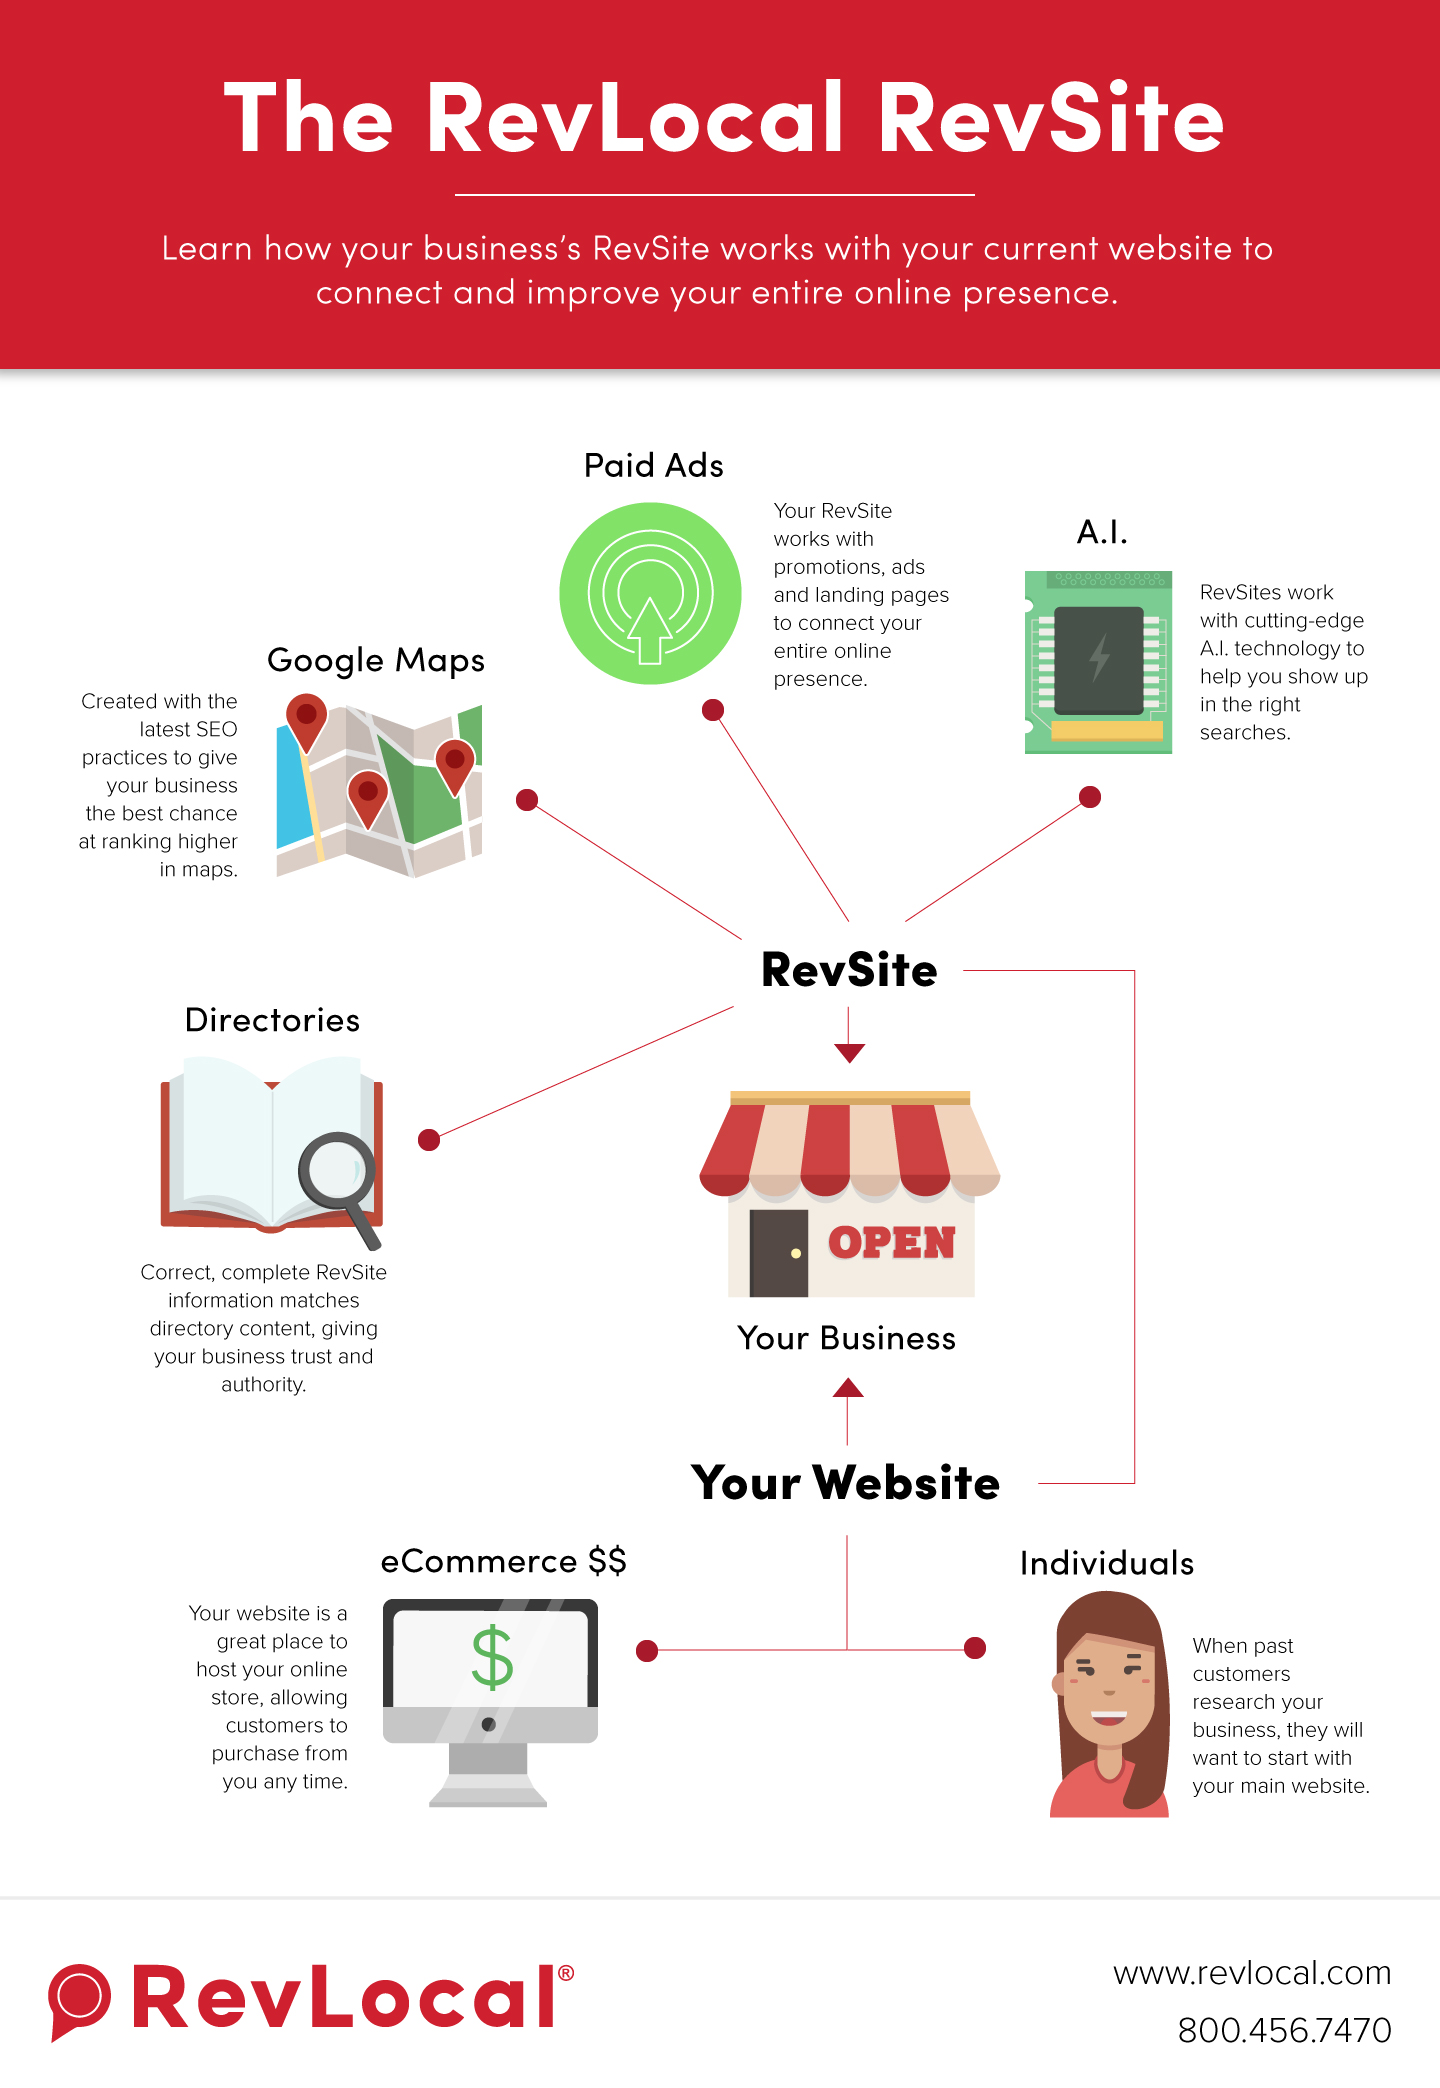 The RevLocal RevSite
Learn how your business’s RevSite works with your current website to
connect and improve your entire online presence.
Paid Ads
Your RevSite
works with
promotions, ads
and landing pages
to connect your
entire online
presence.
A.I.
RevSites work
with cutting-edge
A.I. technology to
help you show up
in the right
searches.
Google Maps
Created with the
latest SEO
practices to give
your business
the best chance
at ranking higher
in maps.
RevSite
Directories
Correct, complete RevSite
information matches
directory content, giving
your business trust and
authority.
OPEN
Your Business
Your Website
eCommerce $$
Your website is a
great place to
host your online
store, allowing
customers to
purchase from
you any time.
$
Individuals
When past
customers
research your
business, they will
want to start with
your main website.
RevLocal®
www.revlocal.com
800.456.7470